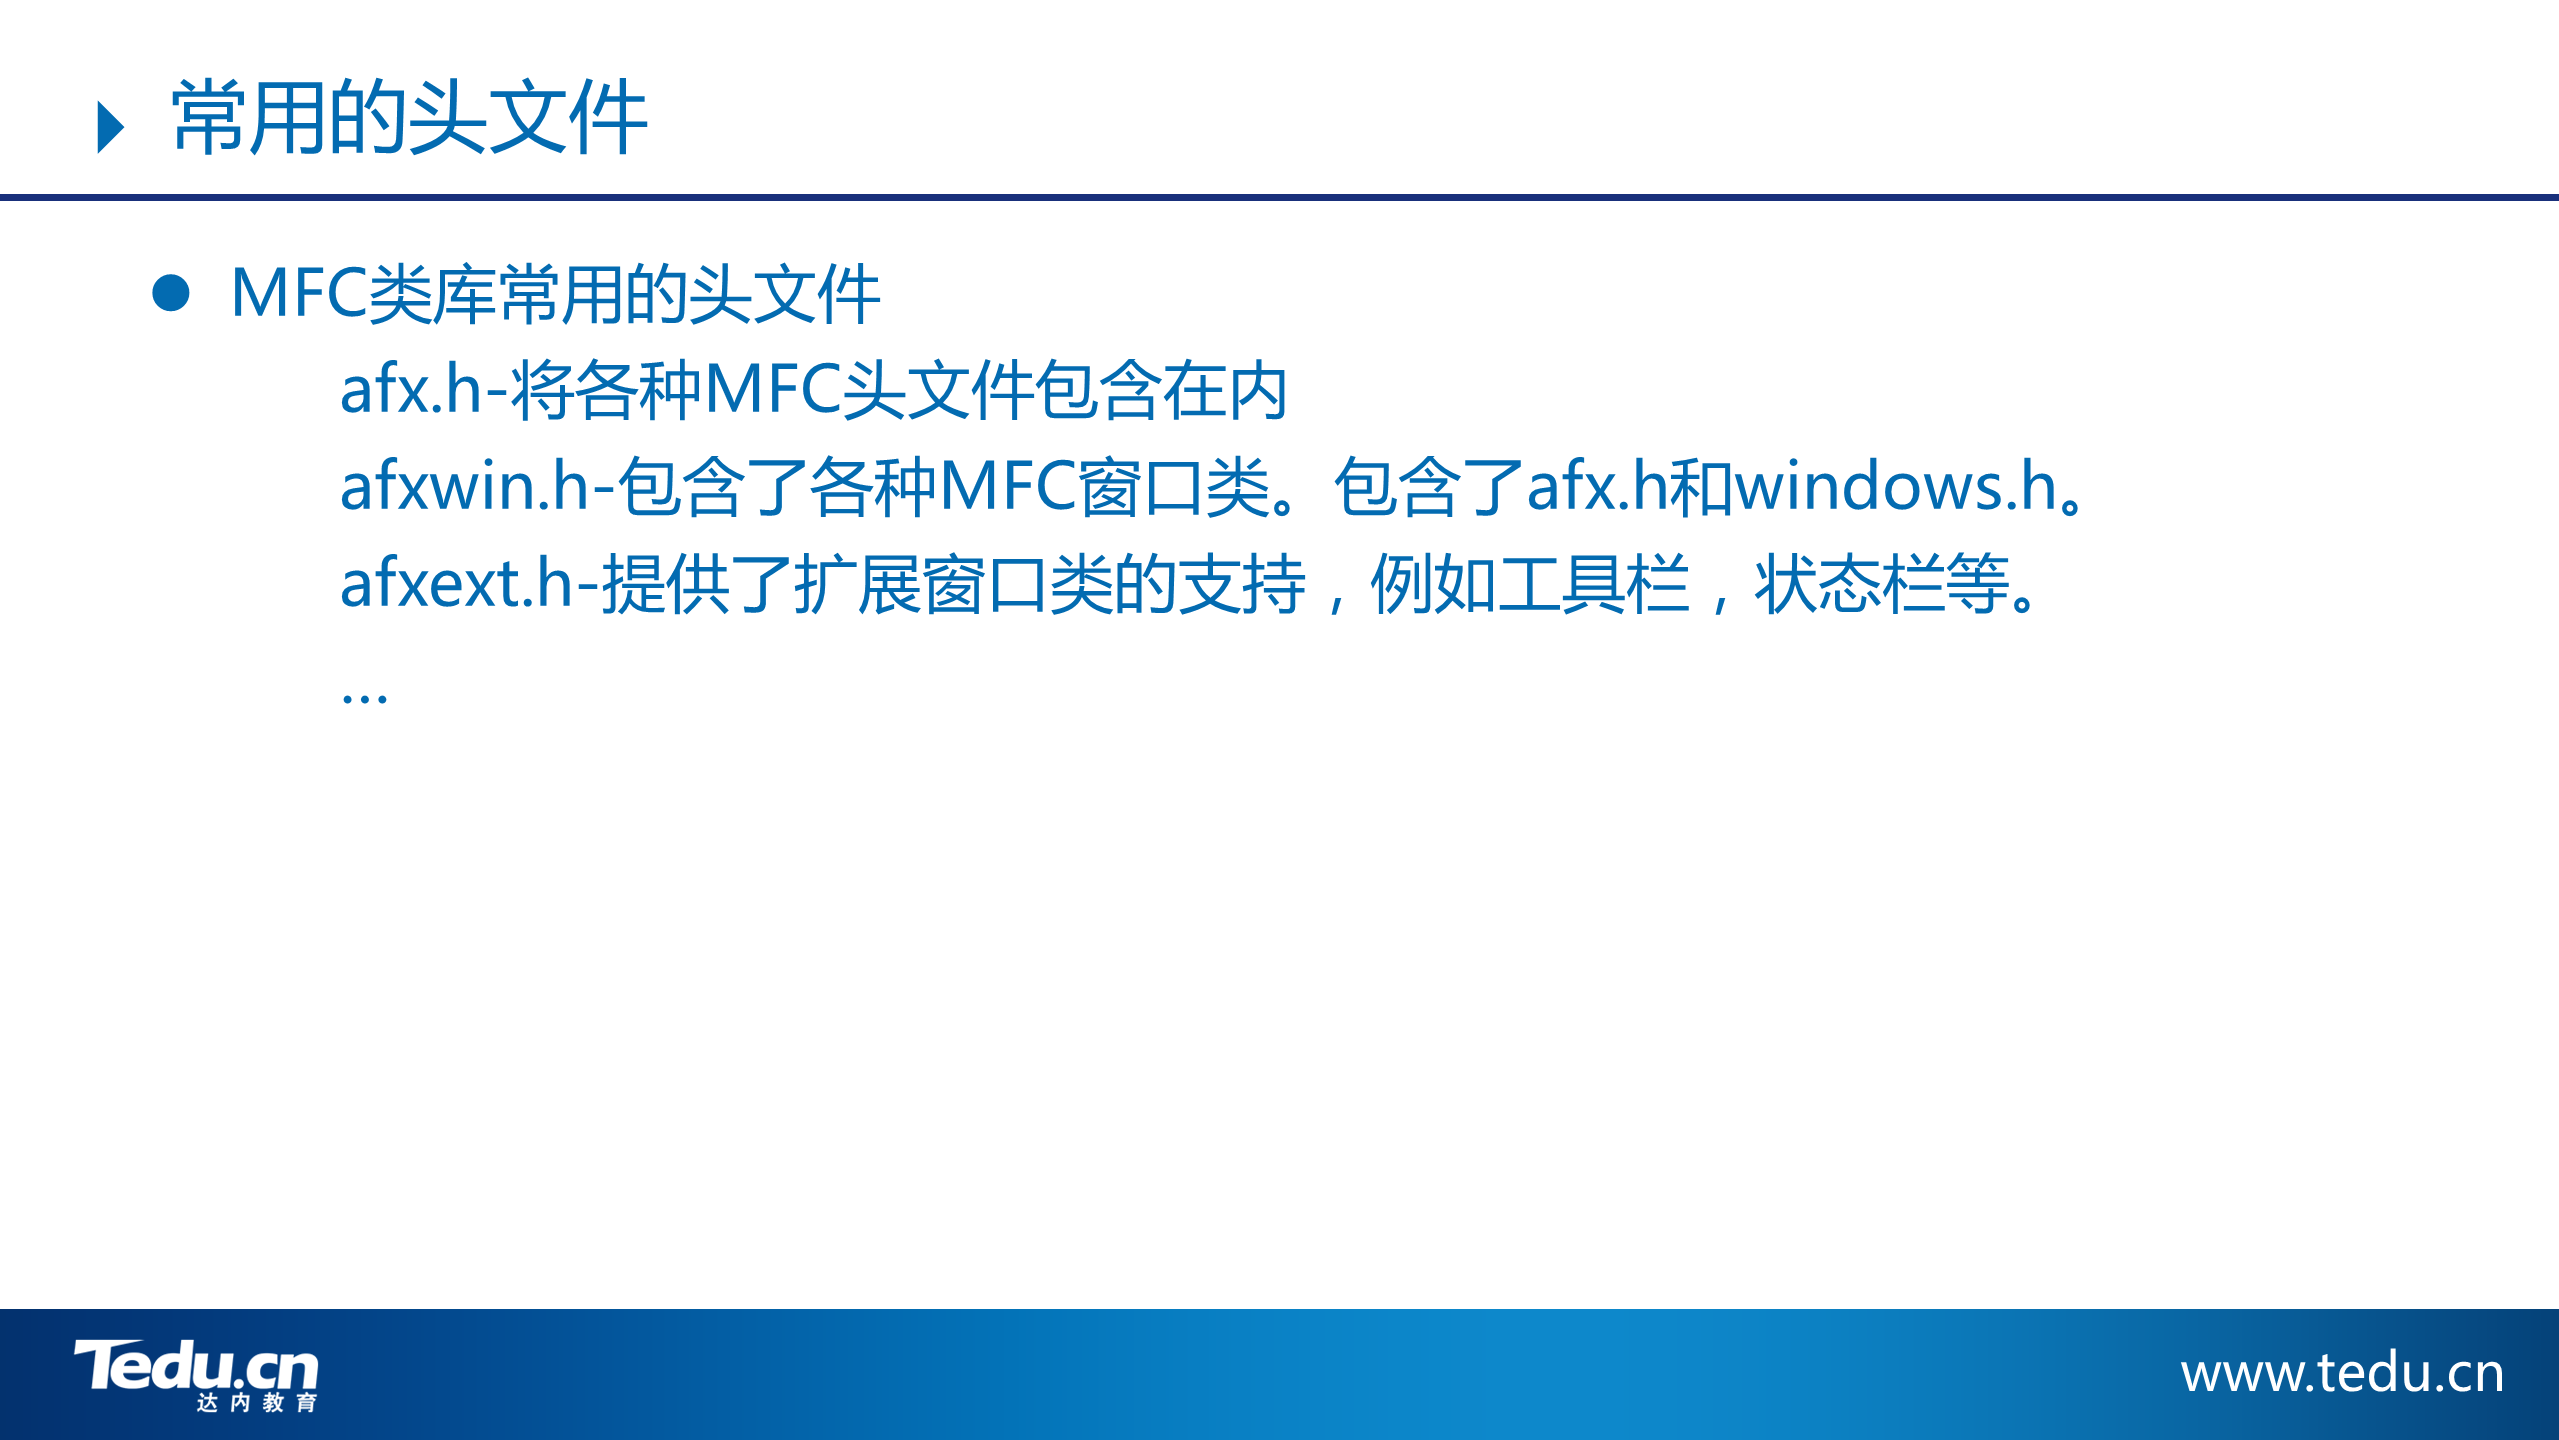 常用的头文件
MFC类库常用的头文件
afx.h-将各种MFC头文件包含在内
afxwin.h-包含了各种MFC窗口类。包含了afx.h和windows.h。
afxext.h-提供了扩展窗口类的支持，例如工具栏，状态栏等。
...
Tedu.cn
达内教育
www.tedu.cn